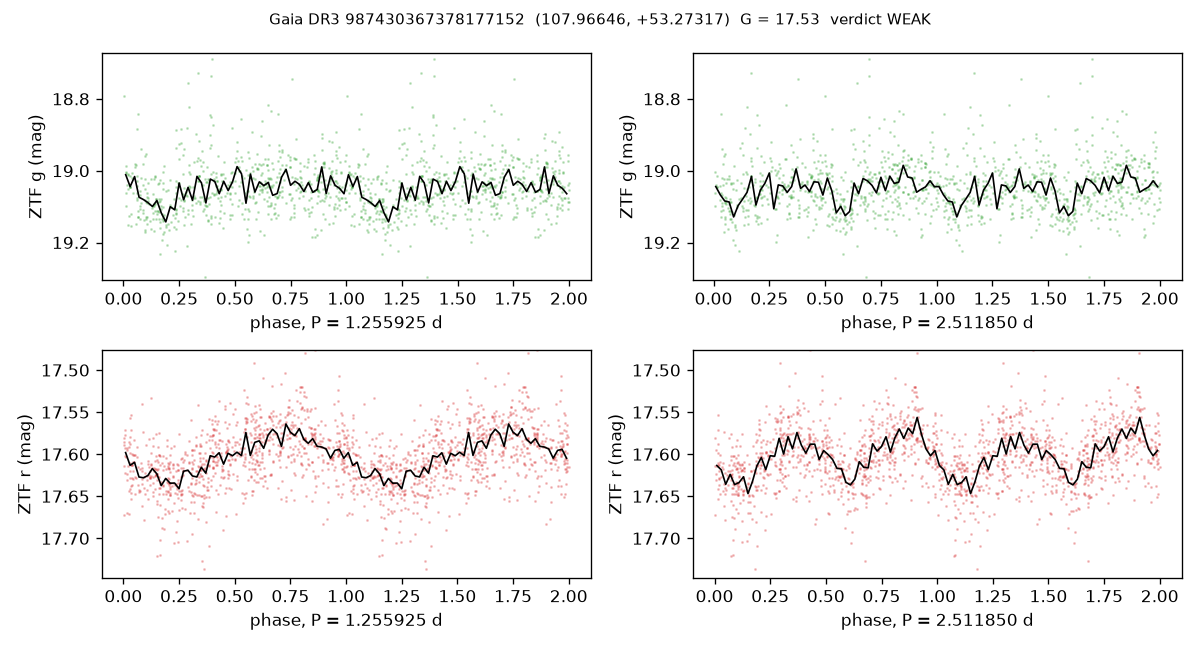 Gaia DR3 987430367378177152  (107.96646, +53.27317)  G = 17.53  verdict WEAK
ZTF g (mag)
18.8
19.0
19.2
0.00 0.25 0.50 0.75 1.00 1.25 1.50 1.75 2.00
phase, P = 1.255925 d
ZTF g (mag)
18.8
19.0
19.2
0.00 0.25 0.50 0.75 1.00 1.25 1.50 1.75 2.00
phase, P = 2.511850 d
ZTF r (mag)
17.50
17.55
17.60
17.65
17.70
0.00 0.25 0.50 0.75 1.00 1.25 1.50 1.75 2.00
phase, P = 1.255925 d
ZTF r (mag)
17.50
17.55
17.60
17.65
17.70
0.00 0.25 0.50 0.75 1.00 1.25 1.50 1.75 2.00
phase, P = 2.511850 d